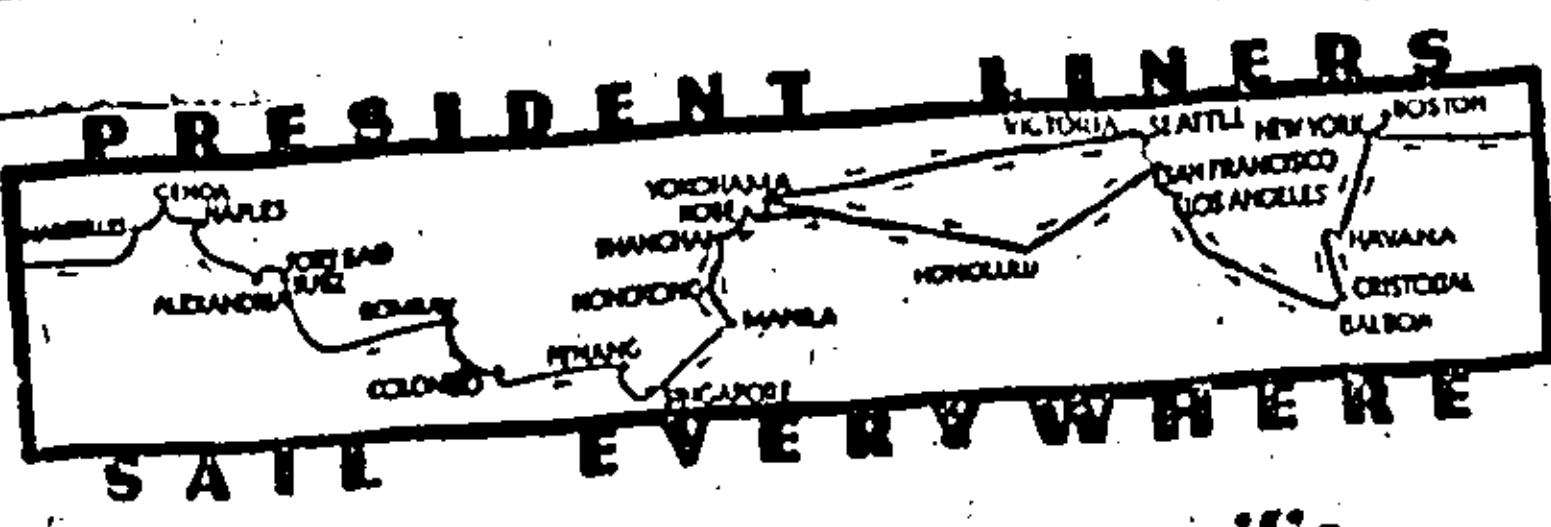 PRESIDENT LINERS
VICTORIA
SEATTLE
NEW YORK
BOSTON
GENOA
MARSEILLES
NAPLES
YOKOHAMA
KOBE
SAN FRANCISCO
LOS ANGELES
SHANGHAI
HAVANA
PORT SAID
SUEZ
ALEXANDRIA
HONOLULU
HONGKONG
BOMBAY
MANILA
CRISTOBAL
BALBOA
PENANG
COLOMBO
SINGAPORE
SAIL EVERYWHERE